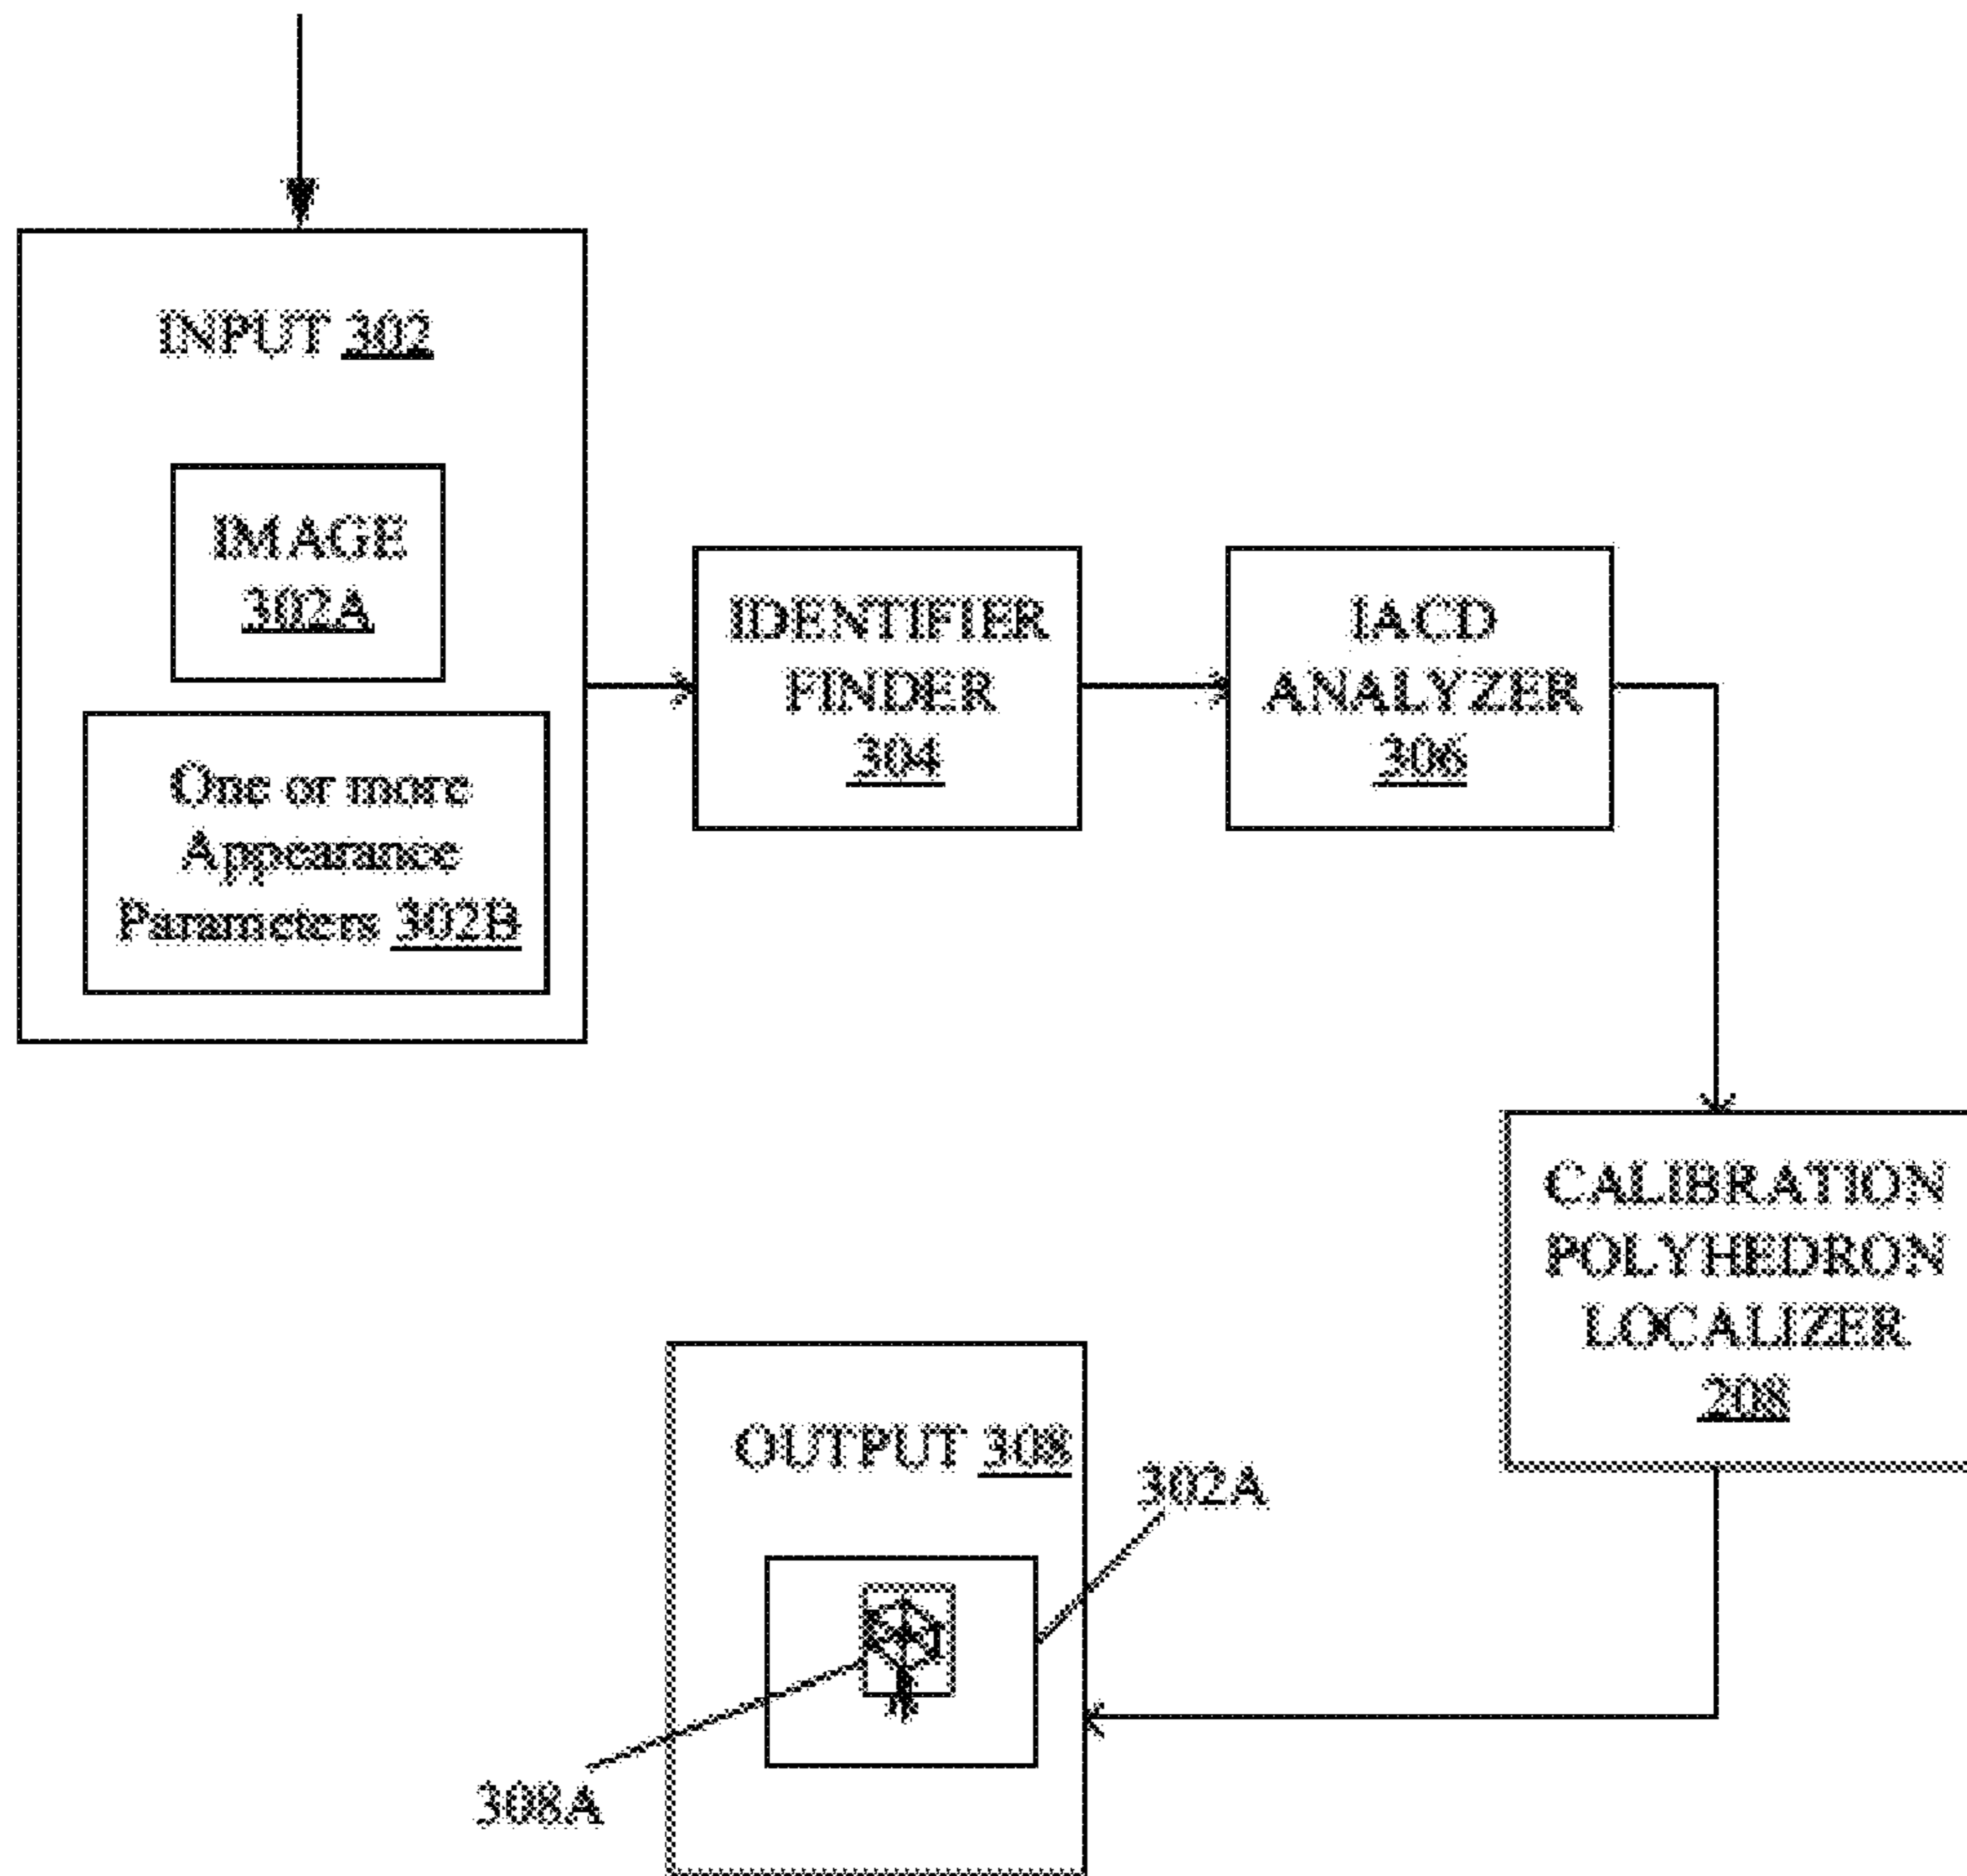 INPUT 302
IMAGE
302A
One or more
Appearance
Parameters 302B
IDENTIFIER
FINDER
304
IACD
ANALYZER
306
CALIBRATION
POLYHEDRON
LOCALIZER
208
OUTPUT 308
302A
308A